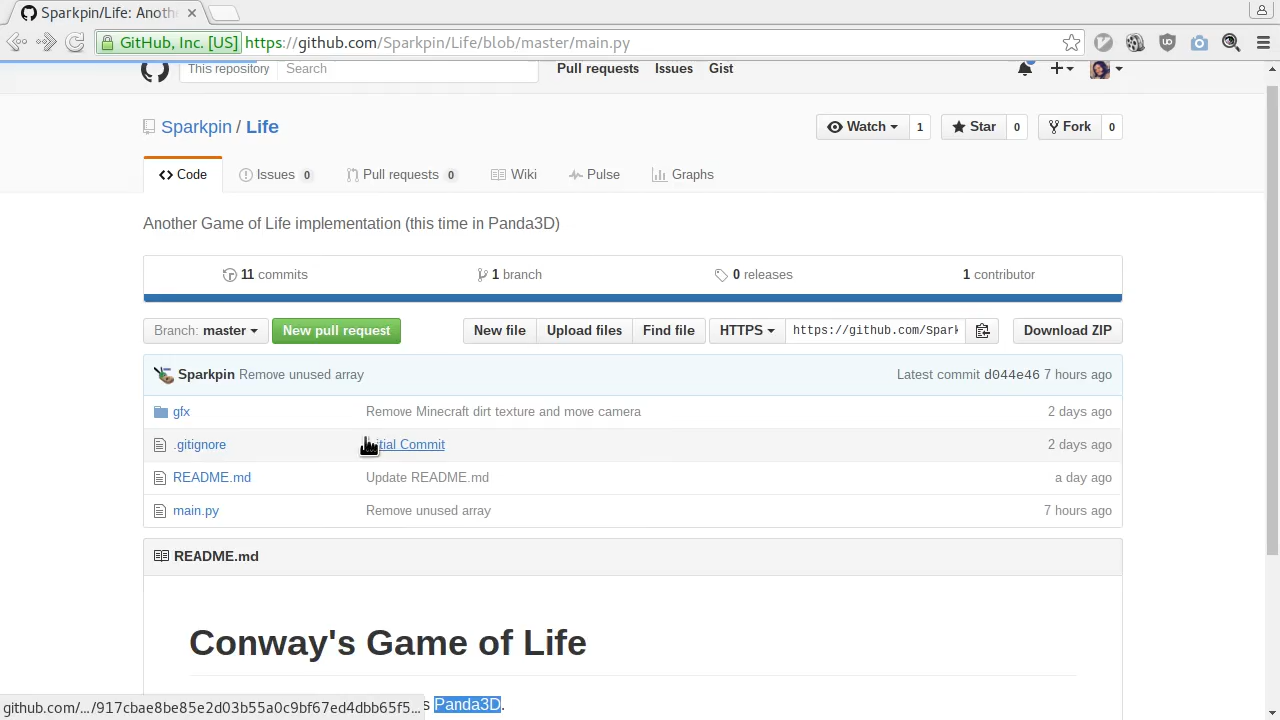 Sparkpin/Life: Anoth
GitHub, Inc. [US] https://github.com/Sparkpin/Life/blob/master/main.py
This repository Search Pull requests Issues Gist
Sparkpin / Life Watch 1 Star 0 Fork 0
Code Issues 0 Pull requests 0 Wiki Pulse Graphs
Another Game of Life implementation (this time in Panda3D)
11 commits 1 branch 0 releases 1 contributor
Branch: master New pull request New file Upload files Find file HTTPS https://github.com/Spark Download ZIP
Sparkpin Remove unused array Latest commit d044e46 7 hours ago
gfx Remove Minecraft dirt texture and move camera 2 days ago
.gitignore Initial Commit 2 days ago
README.md Update README.md a day ago
main.py Remove unused array 7 hours ago
README.md
Conway's Game of Life
s Panda3D.
github.com/.../917cbae8be85e2d03b55a0c9bf67ed4dbb65f5...